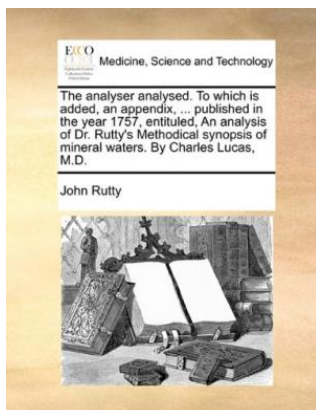 ECCO
Medicine, Science and Technology
The analyser analysed. To which is
added, an appendix, ... published in
the year 1757, entituled, An analysis
of Dr. Rutty's Methodical synopsis of
mineral waters. By Charles Lucas,
M.D.
John Rutty